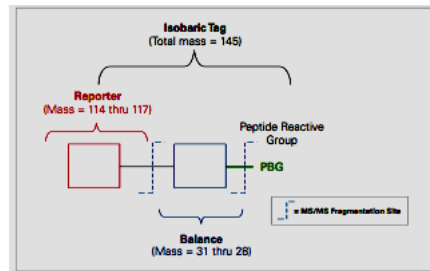 Isobaric Tag
(Total mass = 145)
Reporter
(Mass = 114 thru 117)
Peptide Reactive
Group
PBG
= MS/MS Fragmentation Site
Balance
(Mass = 31 thru 28)